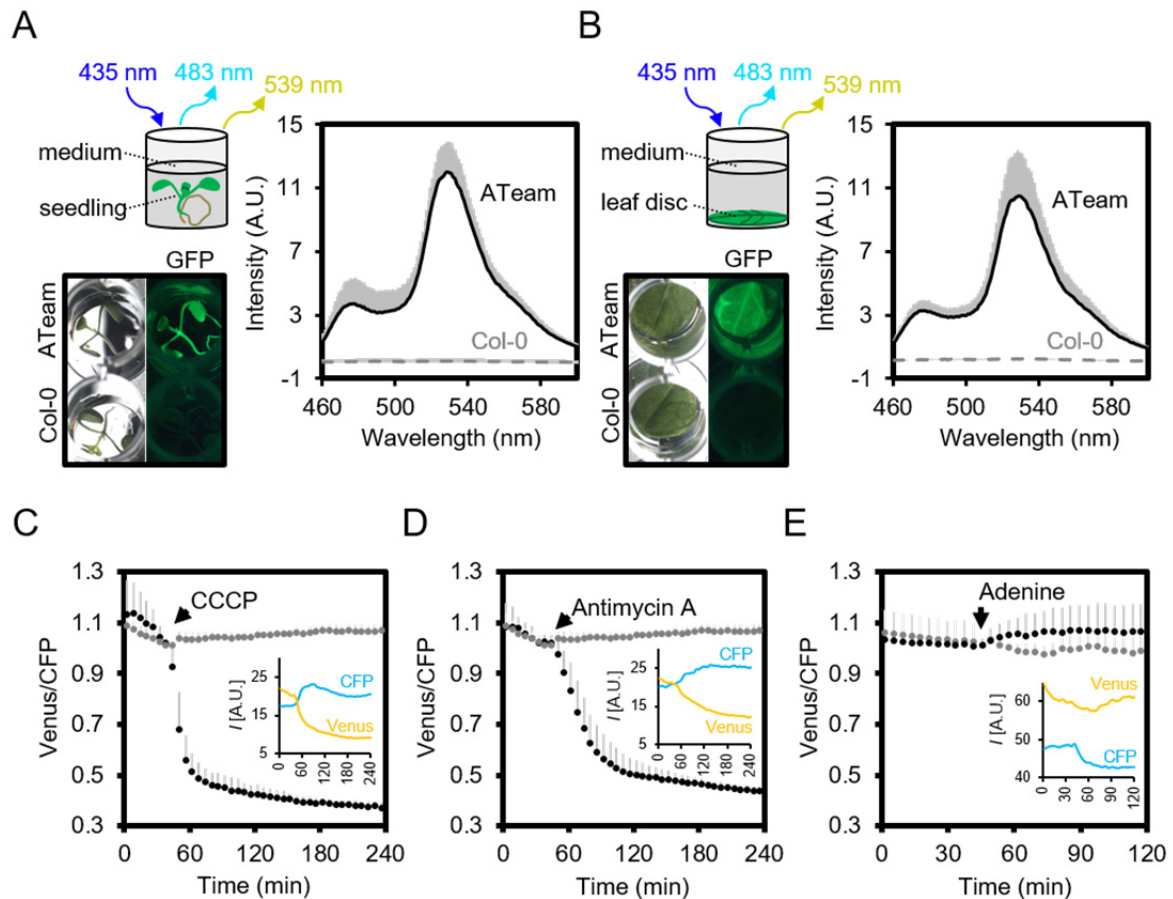 A
435 nm
483 nm
539 nm
medium
seedling
GFP
ATeam
Col-0
Intensity (A.U.)
15
11
7
3
-1
ATeam
Col-0
460 500 540 580
Wavelength (nm)
B
435 nm
483 nm
539 nm
medium
leaf disc
GFP
ATeam
Col-0
Intensity (A.U.)
15
11
7
3
-1
ATeam
Col-0
460 500 540 580
Wavelength (nm)
C
Venus/CFP
1.3
1.1
0.9
0.7
0.5
0.3
CCCP
I [A.U.]
25
15
5
CFP
Venus
0 60 120 180 240
0 60 120 180 240
Time (min)
D
Venus/CFP
1.3
1.1
0.9
0.7
0.5
0.3
Antimycin A
I [A.U.]
25
15
5
CFP
Venus
0 60 120 180 240
0 60 120 180 240
Time (min)
E
Venus/CFP
1.3
1.1
0.9
0.7
0.5
0.3
Adenine
I [A.U.]
60
50
40
Venus
CFP
0 30 60 90 120
0 30 60 90 120
Time (min)